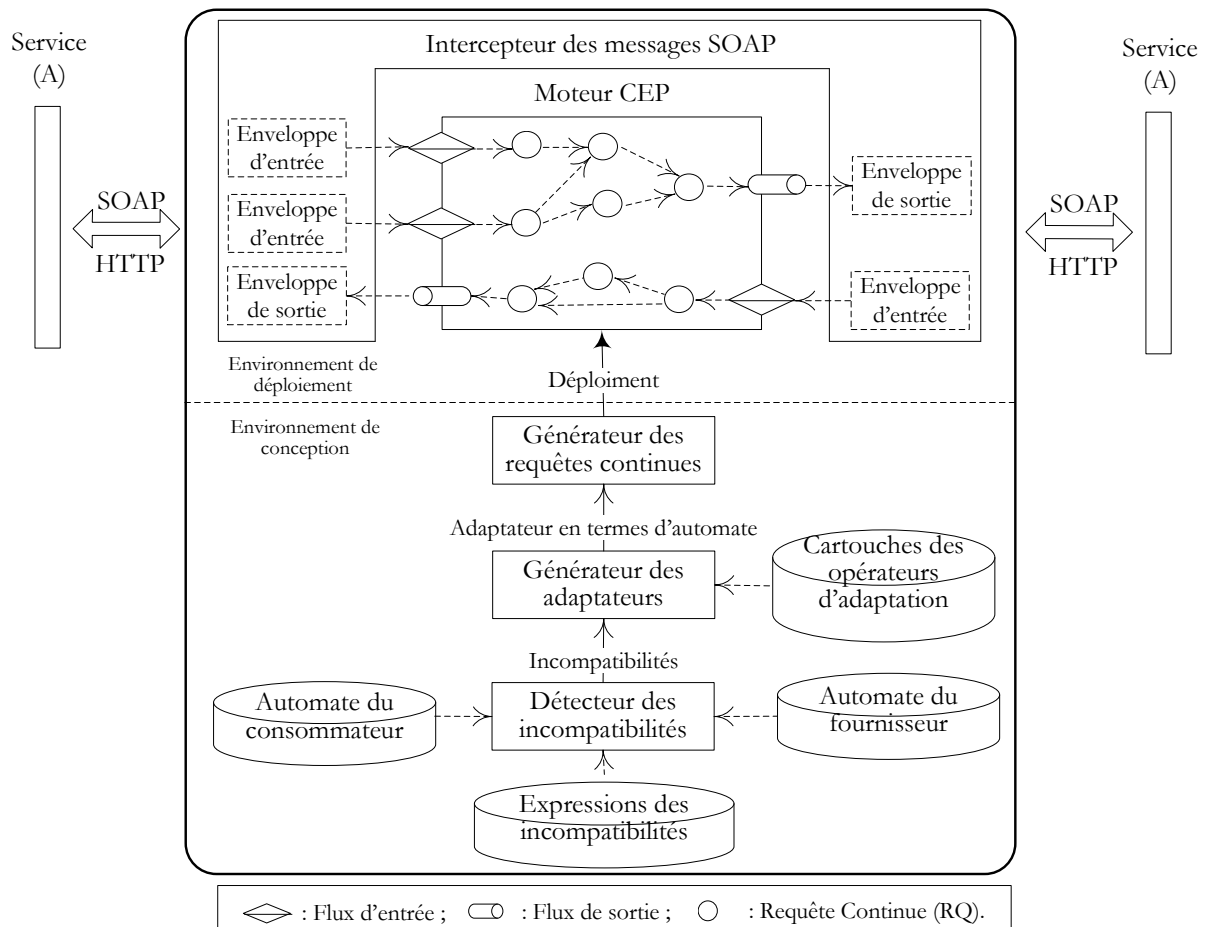 Service
(A)
Intercepteur des messages SOAP
Service
(A)
Moteur CEP
Enveloppe
d'entrée
Enveloppe
de sortie
SOAP
HTTP
Enveloppe
d'entrée
SOAP
HTTP
Enveloppe
de sortie
Enveloppe
d'entrée
Environnement de
déploiement
Déploiment
Environnement de
conception
Générateur des
requêtes continues
Adaptateur en termes d'automate
Générateur des
adaptateurs
Cartouches des
opérateurs
d'adaptation
Incompatibilités
Automate du
consommateur
Détecteur des
incompatibilités
Automate du
fournisseur
Expressions des
incompatibilités
: Flux d'entrée ; : Flux de sortie ; : Requête Continue (RQ).